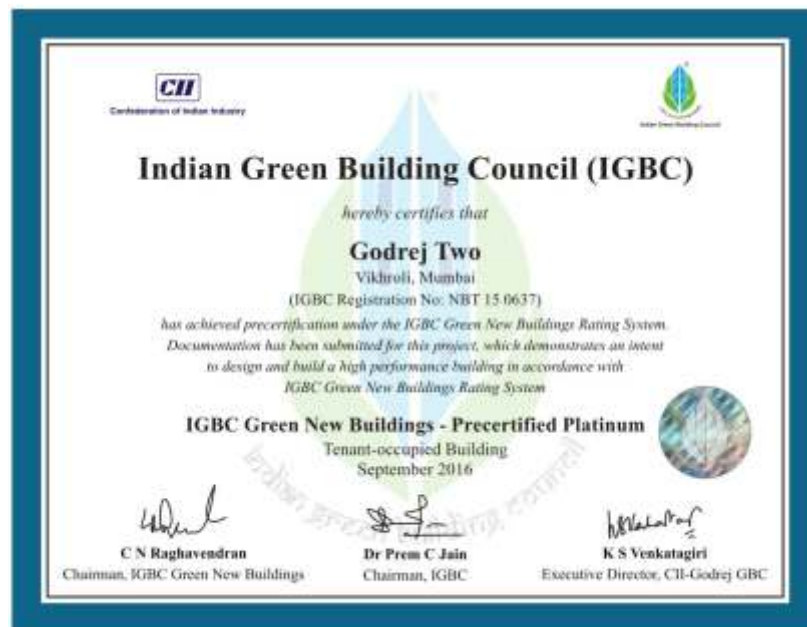 CII
Confederation of Indian Industry
Indian Green Building Council
Indian Green Building Council (IGBC)
hereby certifies that
Godrej Two
Vikhroli, Mumbai
(IGBC Registration No: NBT 15 0637)
has achieved precertification under the IGBC Green New Buildings Rating System.
Documentation has been submitted for this project, which demonstrates an intent
to design and build a high performance building in accordance with
IGBC Green New Buildings Rating System
IGBC Green New Buildings - Precertified Platinum
Tenant-occupied Building
September 2016
indian green building council
C N Raghavendran
Chairman, IGBC Green New Buildings
Dr Prem C Jain
Chairman, IGBC
K S Venkatagiri
Executive Director, CII-Godrej GBC